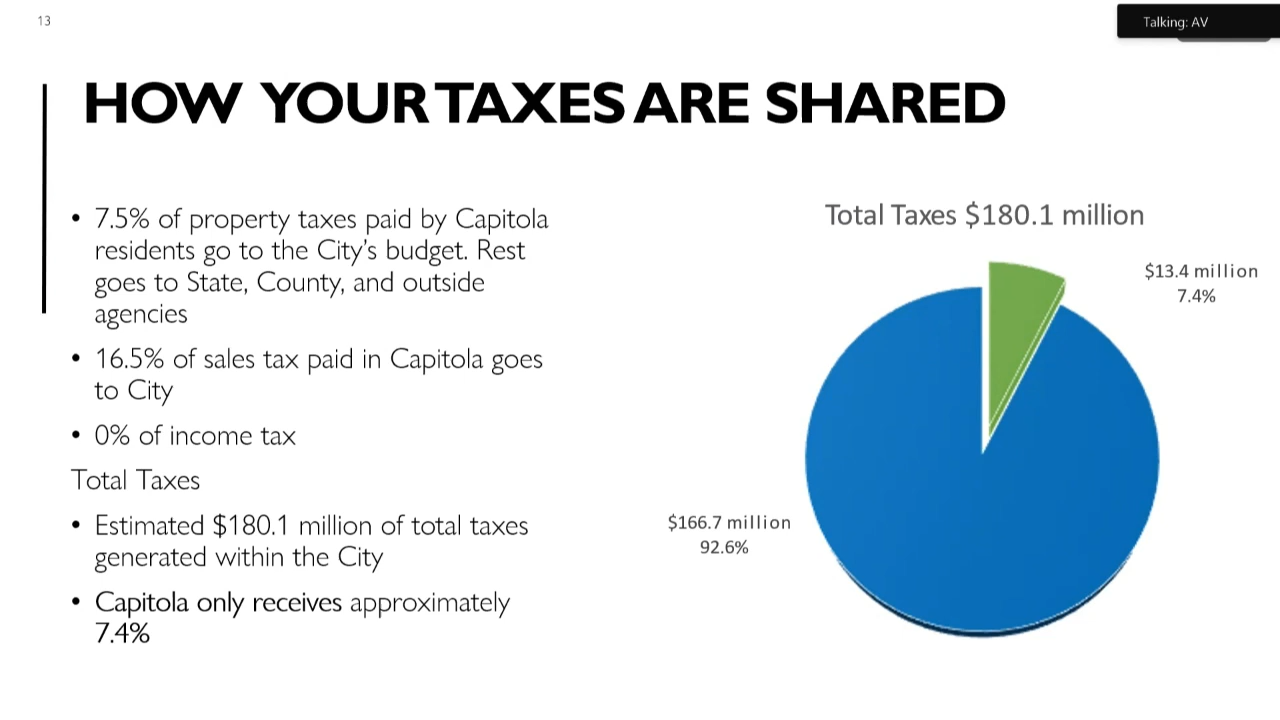 13
Talking: AV
HOW YOUR TAXES ARE SHARED
• 7.5% of property taxes paid by Capitola
residents go to the City's budget. Rest
goes to State, County, and outside
agencies
• 16.5% of sales tax paid in Capitola goes
to City
• 0% of income tax
Total Taxes
• Estimated $180.1 million of total taxes
generated within the City
• Capitola only receives approximately
7.4%
Total Taxes $180.1 million
$13.4 million
7.4%
$166.7 million
92.6%